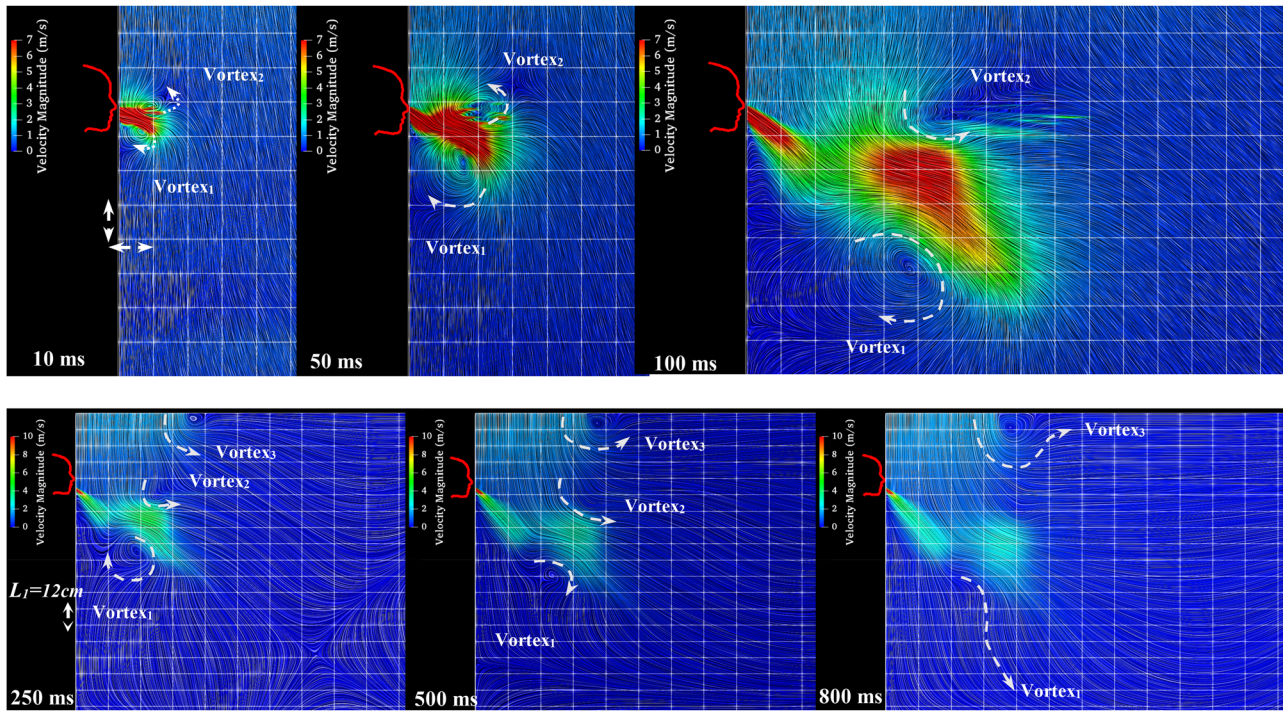 7
6
5
4
3
2
1
0
Velocity Magnitude (m/s)
Vortex2
Vortex1
10 ms
7
6
5
4
3
2
1
0
Velocity Magnitude (m/s)
Vortex2
Vortex1
50 ms
7
6
5
4
3
2
1
0
Velocity Magnitude (m/s)
Vortex2
Vortex1
100 ms
10
8
6
4
2
0
Velocity Magnitude (m/s)
Vortex3
Vortex2
L1=12cm
Vortex1
250 ms
10
8
6
4
2
0
Velocity Magnitude (m/s)
Vortex3
Vortex2
Vortex1
500 ms
10
8
6
4
2
0
Velocity Magnitude (m/s)
Vortex3
Vortex1
800 ms